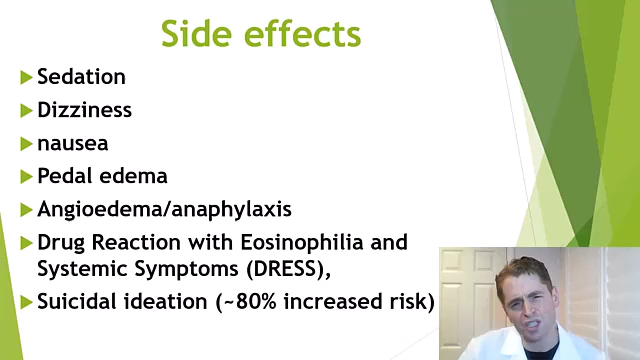 Side effects
Sedation
Dizziness
nausea
Pedal edema
Angioedema/anaphylaxis
Drug Reaction with Eosinophilia and
Systemic Symptoms (DRESS),
Suicidal ideation (~80% increased risk)